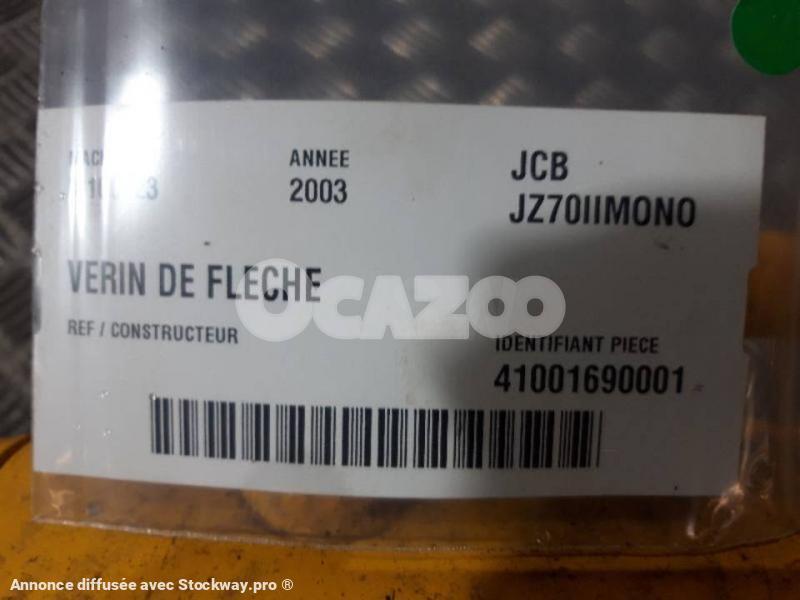 ANNEE
2003
JCB
JZ70IIMONO
VERIN DE FLECHE
OCAZOO
REF / CONSTRUCTEUR
IDENTIFIANT PIECE
41001690001
Annonce diffusée avec Stockway.pro ®